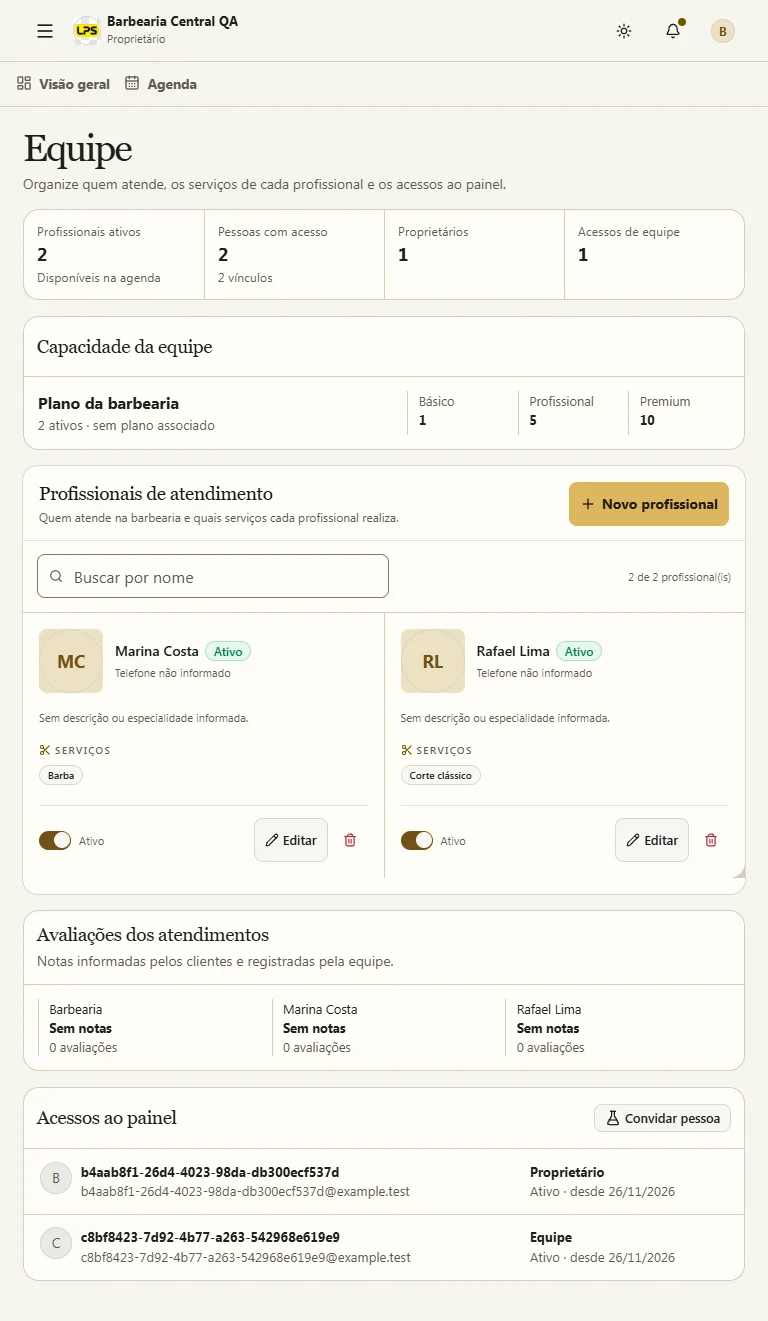 LPS
Barbearia Central QA
Proprietário
B
Visão geral
Agenda
Equipe
Organize quem atende, os serviços de cada profissional e os acessos ao painel.
Profissionais ativos
2
Disponíveis na agenda
Pessoas com acesso
2
2 vínculos
Proprietários
1
Acessos de equipe
1
Capacidade da equipe
Plano da barbearia
2 ativos · sem plano associado
Básico
1
Profissional
5
Premium
10
Profissionais de atendimento
Quem atende na barbearia e quais serviços cada profissional realiza.
Novo profissional
Buscar por nome
2 de 2 profissional(is)
MC
Marina Costa
Ativo
Telefone não informado
Sem descrição ou especialidade informada.
SERVIÇOS
Barba
Ativo
Editar
RL
Rafael Lima
Ativo
Telefone não informado
Sem descrição ou especialidade informada.
SERVIÇOS
Corte clássico
Ativo
Editar
Avaliações dos atendimentos
Notas informadas pelos clientes e registradas pela equipe.
Barbearia
Sem notas
0 avaliações
Marina Costa
Sem notas
0 avaliações
Rafael Lima
Sem notas
0 avaliações
Acessos ao painel
Convidar pessoa
B
b4aab8f1-26d4-4023-98da-db300ecf537d
b4aab8f1-26d4-4023-98da-db300ecf537d@example.test
Proprietário
Ativo · desde 26/11/2026
C
c8bf8423-7d92-4b77-a263-542968e619e9
c8bf8423-7d92-4b77-a263-542968e619e9@example.test
Equipe
Ativo · desde 26/11/2026